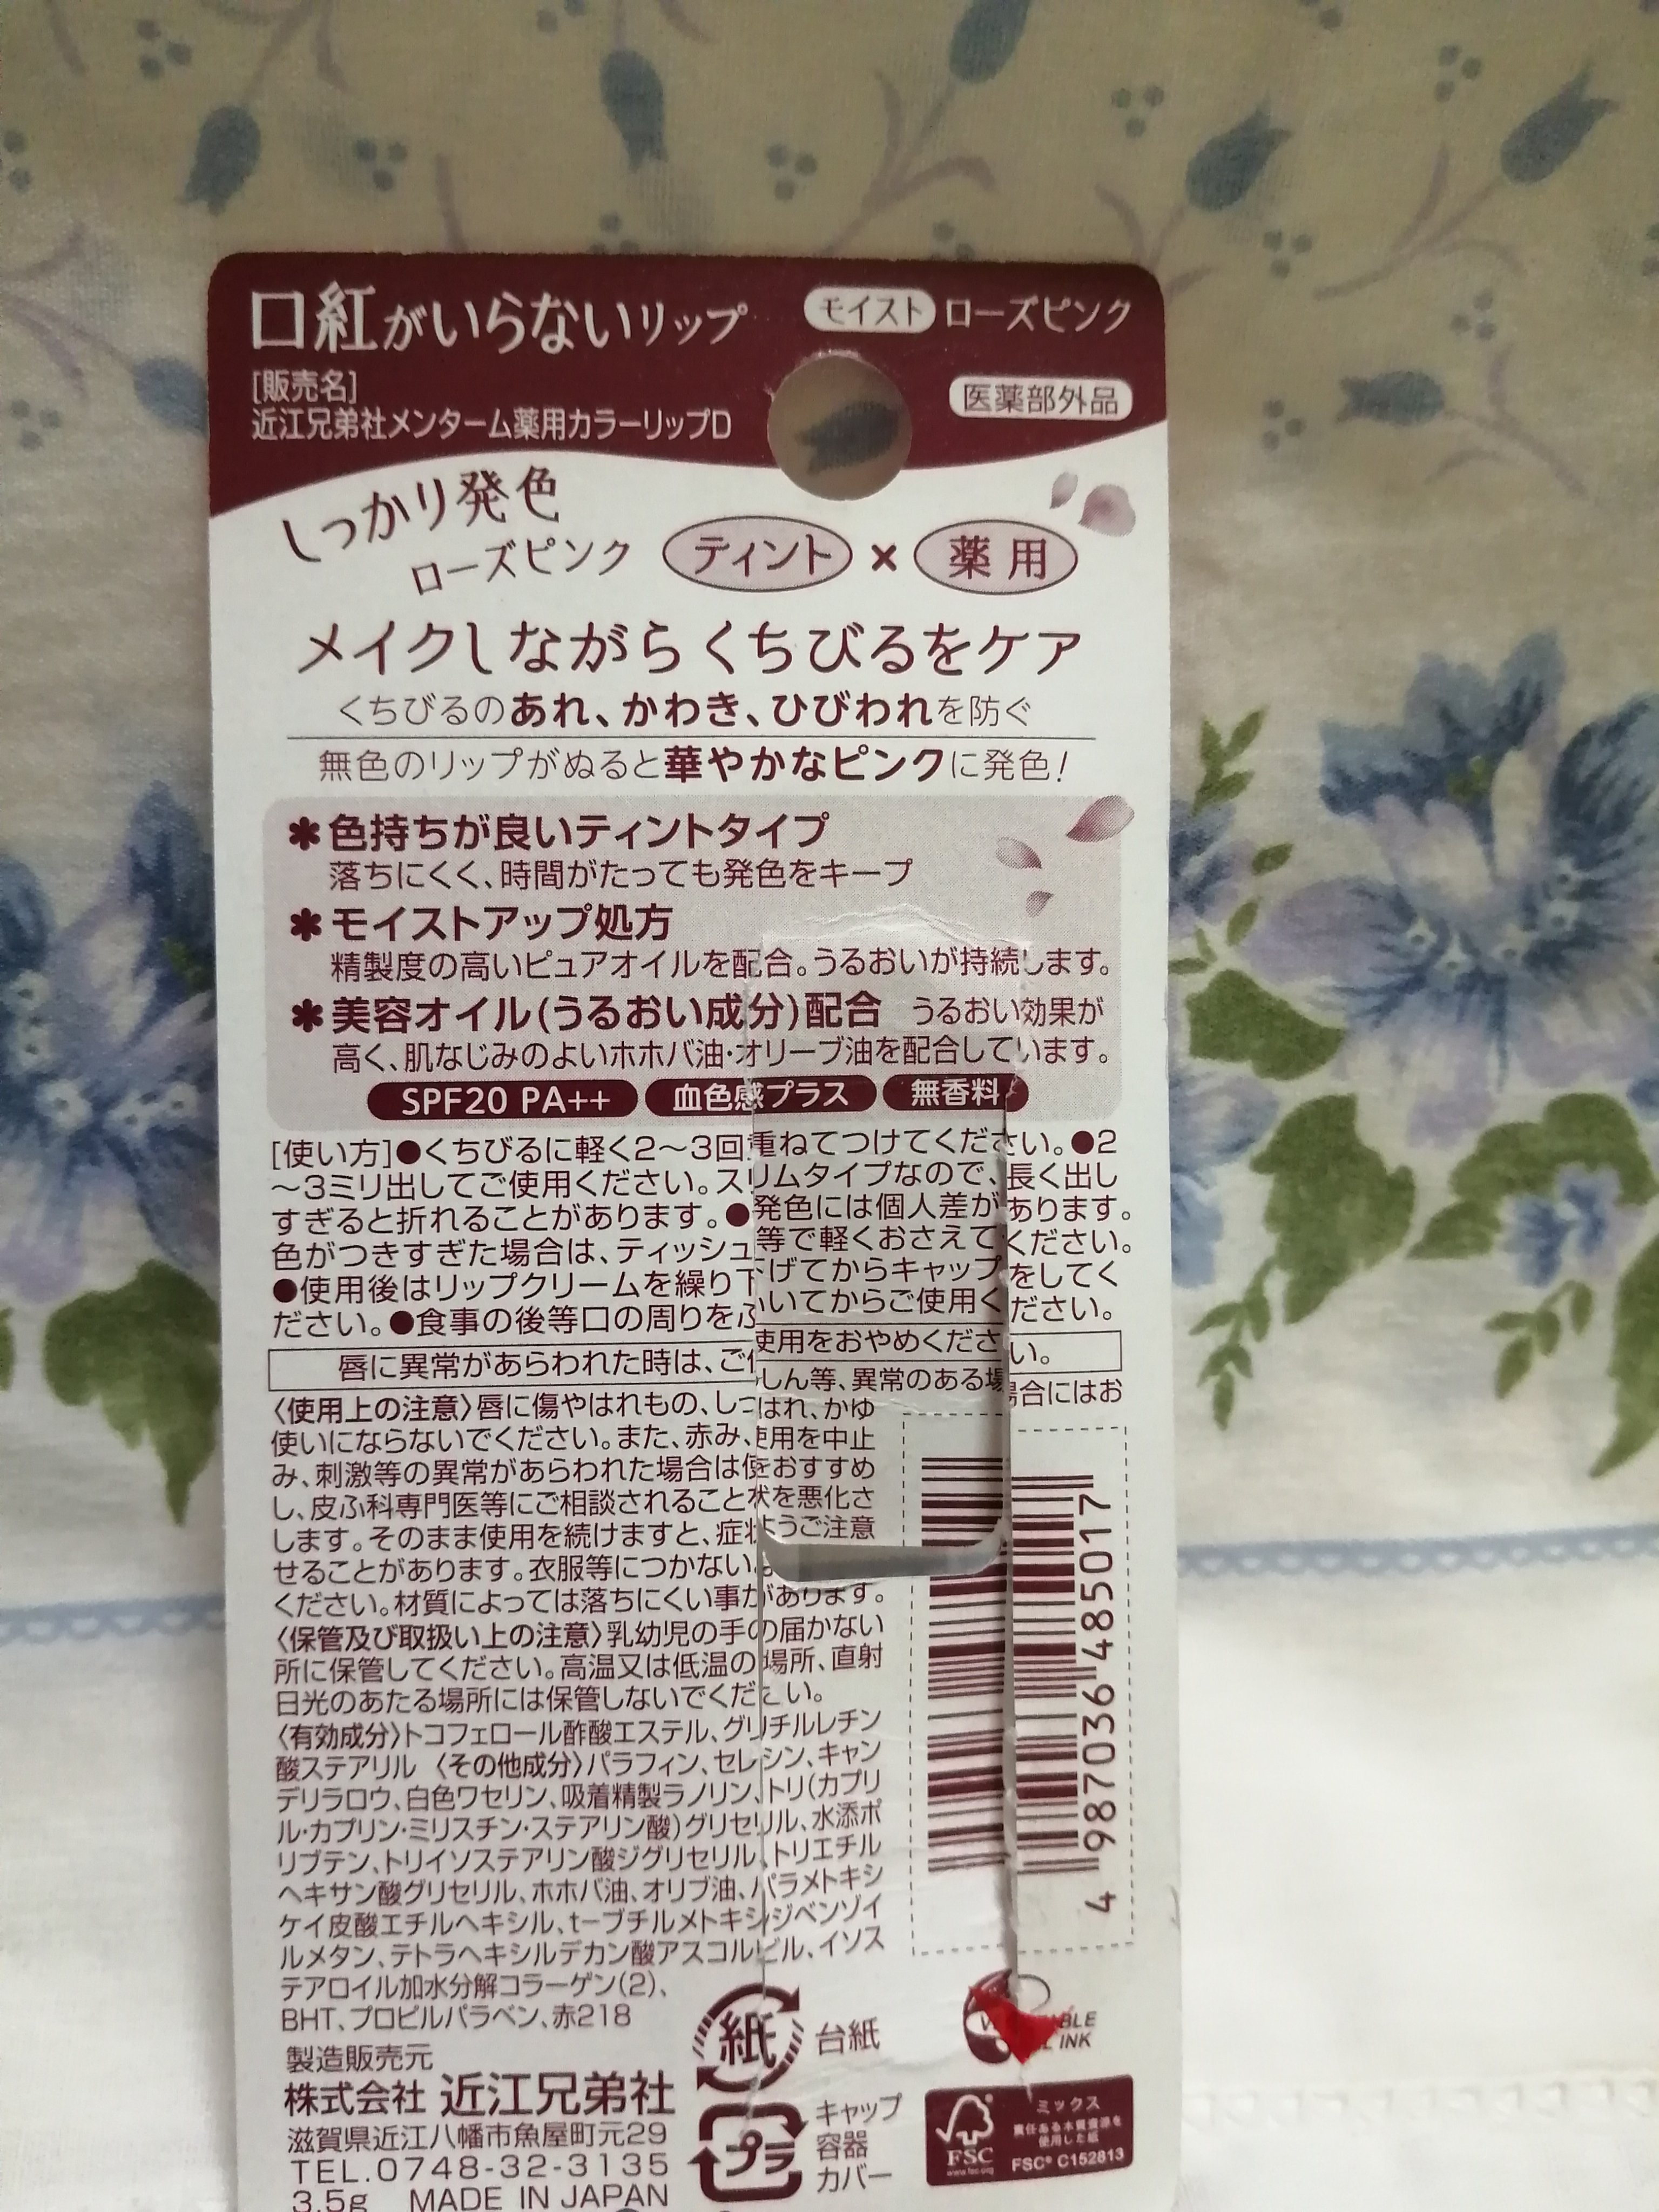 口紅がいらないリップ モイスト ローズピンク
[販売名]
近江兄弟社メンターム薬用カラーリップD
医薬部外品
しっかり発色
ローズピンク ティント×薬用
メイクしながらくちびるをケア
くちびるのあれ、かわき、ひびわれを防ぐ
無色のリップがぬると華やかなピンクに発色!
＊色持ちが良いティントタイプ
落ちにくく、時間がたっても発色をキープ
＊モイストアップ処方
精製度の高いピュアオイルを配合。うるおいが持続します。
＊美容オイル(うるおい成分)配合 うるおい効果が
高く、肌なじみのよいホホバ油・オリーブ油を配合しています。
SPF20 PA++ 血色感プラス 無香料
[使い方]●くちびるに軽く2〜3回重ねてつけてください。●2
〜3ミリ出してご使用ください。スリムタイプなので、長く出し
すぎると折れることがあります。●発色には個人差があります。
色がつきすぎた場合は、ティッシュ等で軽くおさえてください。
●使用後はリップクリームを繰り下げてからキャップをしてく
ださい。●食事の後等口の周りをふいてからご使用ください。
唇に異常があらわれた時は、ご使用をおやめください。
〈使用上の注意〉唇に傷やはれもの、しっしん等、異常のある場合にはお
使いにならないでください。また、赤み、はれ、かゆ
み、刺激等の異常があらわれた場合は使用を中止
し、皮ふ科専門医等にご相談されることをおすすめ
します。そのまま使用を続けますと、症状を悪化さ
せることがあります。衣服等につかないようご注意
ください。材質によっては落ちにくい事があります。
〈保管及び取扱い上の注意〉乳幼児の手の届かない
所に保管してください。高温又は低温の場所、直射
日光のあたる場所には保管しないでください。
〈有効成分〉トコフェロール酢酸エステル、グリチルレチン
酸ステアリル 〈その他成分〉パラフィン、セレシン、キャン
デリラロウ、白色ワセリン、吸着精製ラノリン、トリ(カプリ
ル・カプリン・ミリスチン・ステアリン酸)グリセリル、水添ポ
リブテン、トリイソステアリン酸ジグリセリル、トリエチル
ヘキサン酸グリセリル、ホホバ油、オリブ油、パラメトキシ
ケイ皮酸エチルヘキシル、t−ブチルメトキシジベンゾイ
ルメタン、テトラヘキシルデカン酸アスコルビル、イソス
テアロイル加水分解コラーゲン(2)、
BHT、プロピルパラベン、赤218
4 987036 485017
製造販売元
株式会社 近江兄弟社
滋賀県近江八幡市魚屋町元29
TEL.0748-32-3135
3.5g MADE IN JAPAN
紙 台紙
プラ キャップ
容器
カバー
INK
FSC
www.fsc.org
ミックス
責任ある木質資源を
使用した紙
FSC® C152813